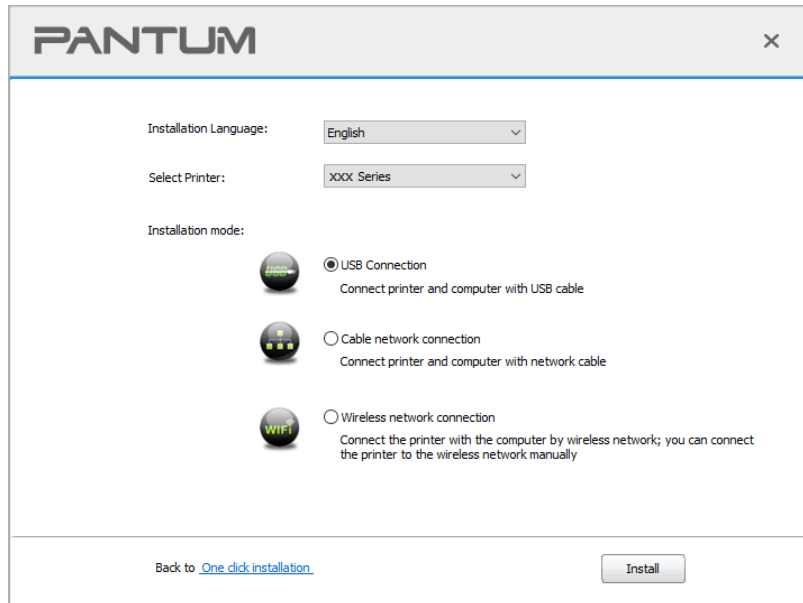 PANTUM
Installation Language:
English
Select Printer:
xxx Series
Installation mode:
USB
USB Connection
Connect printer and computer with USB cable
Cable network connection
Connect printer and computer with network cable
WIFI
Wireless network connection
Connect the printer with the computer by wireless network; you can connect
the printer to the wireless network manually
Back to One click installation
Install